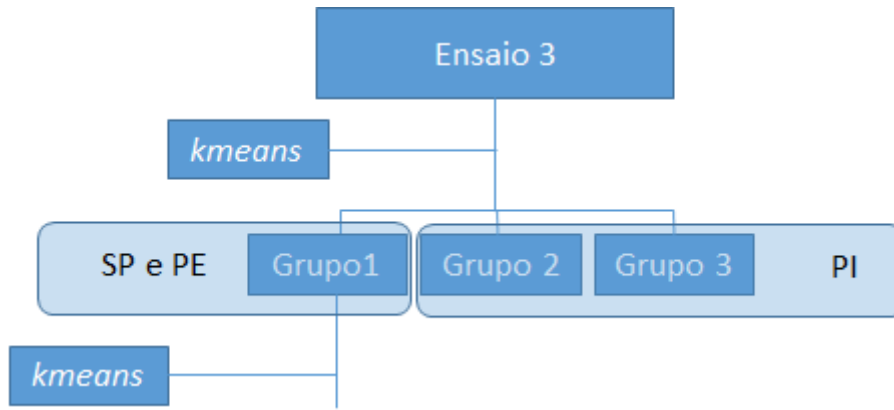 Ensaio 3
kmeans
SP e PE
Grupo1
Grupo 2
Grupo 3
PI
kmeans